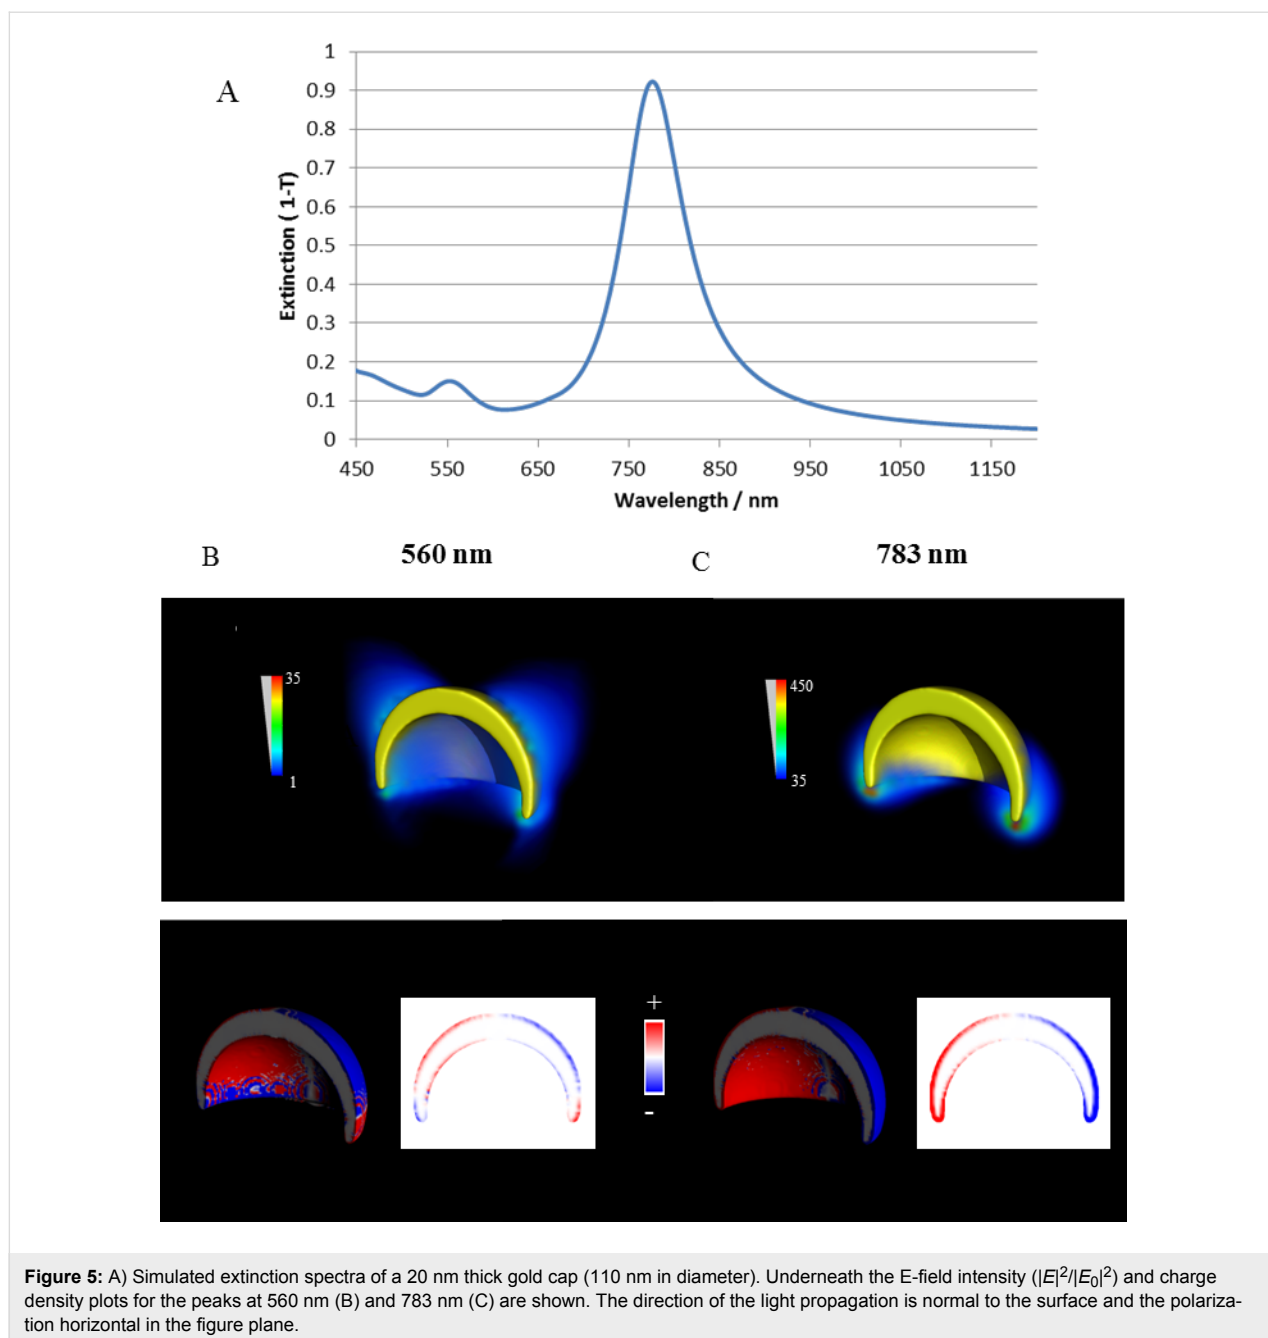 A
1
0.9
0.8
0.7
0.6
0.5
0.4
0.3
0.2
0.1
0
Extinction ( 1-T)
450 550 650 750 850 950 1050 1150
Wavelength / nm
B 560 nm C 783 nm
35
1
450
35
+
-
Figure 5: A) Simulated extinction spectra of a 20 nm thick gold cap (110 nm in diameter). Underneath the E-field intensity (|E|²/|E₀|²) and charge
density plots for the peaks at 560 nm (B) and 783 nm (C) are shown. The direction of the light propagation is normal to the surface and the polariza-
tion horizontal in the figure plane.